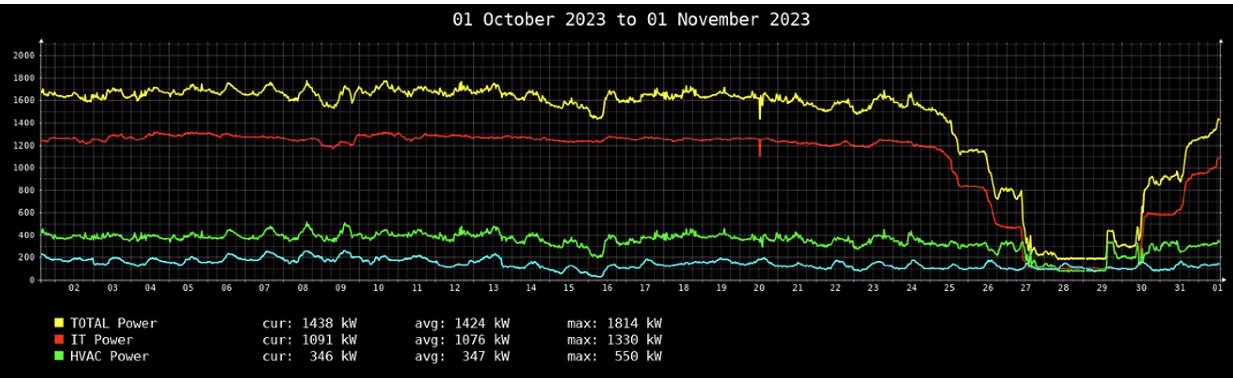 01 October 2023 to 01 November 2023
2000
1800
1600
1400
1200
1000
800
600
400
200
0
02 03 04 05 06 07 08 09 10 11 12 13 14 15 16 17 18 19 20 21 22 23 24 25 26 27 28 29 30 31 01
TOTAL Power cur: 1438 kW avg: 1424 kW max: 1814 kW
IT Power cur: 1091 kW avg: 1076 kW max: 1330 kW
HVAC Power cur: 346 kW avg: 347 kW max: 550 kW